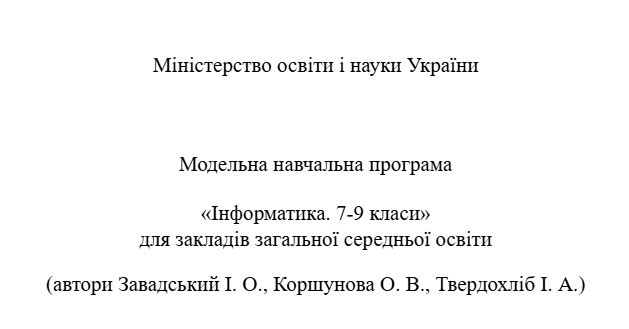 Міністерство освіти і науки України
Модельна навчальна програма
«Інформатика. 7-9 класи»
для закладів загальної середньої освіти
(автори Завадський І. О., Коршунова О. В., Твердохліб І. А.)